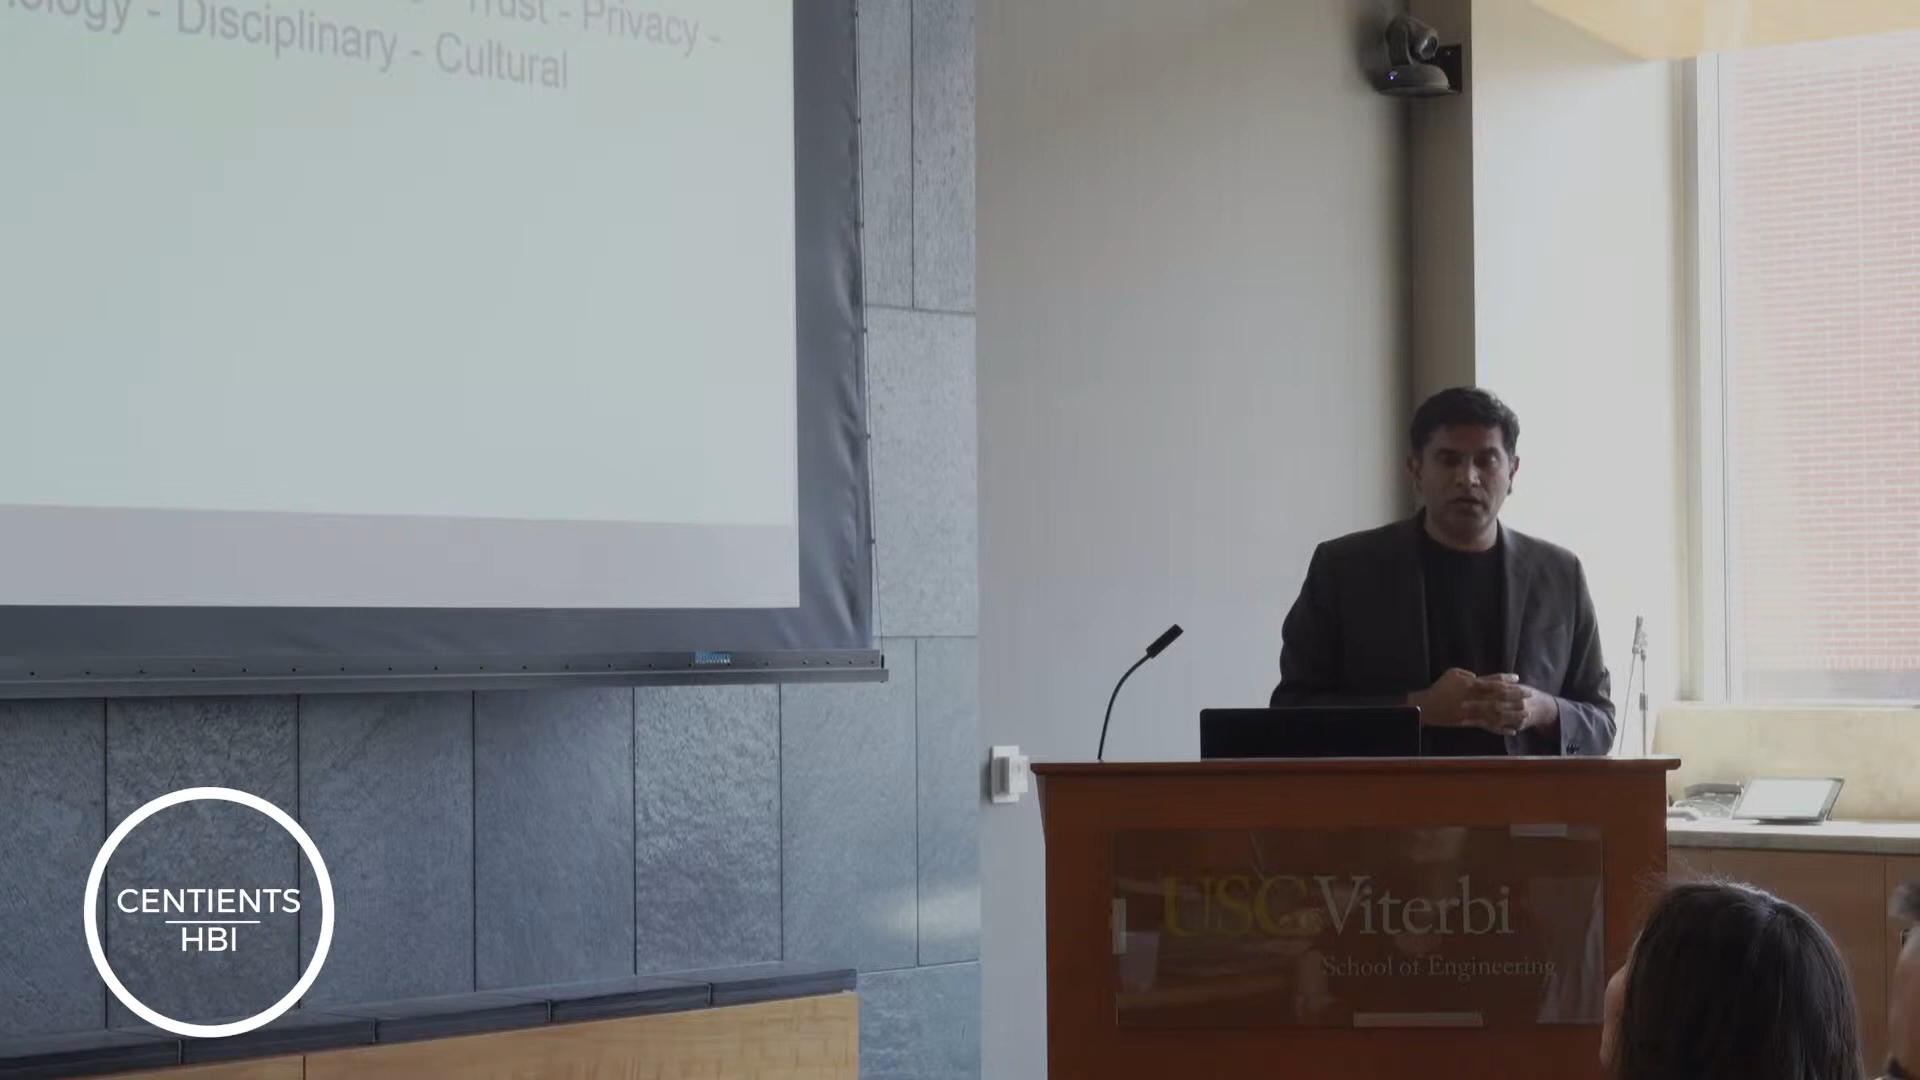 Trust - Privacy -
Disciplinary - Cultural
USC Viterbi
School of Engineering
CENTIENTS
HBI